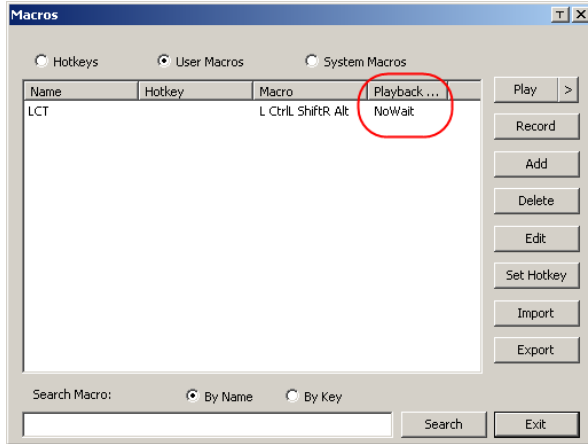 Macros
Hotkeys User Macros System Macros
Name Hotkey Macro Playback ...
LCT L CtrlL ShiftR Alt NoWait
Play >
Record
Add
Delete
Edit
Set Hotkey
Import
Export
Search Macro: By Name By Key
Search Exit